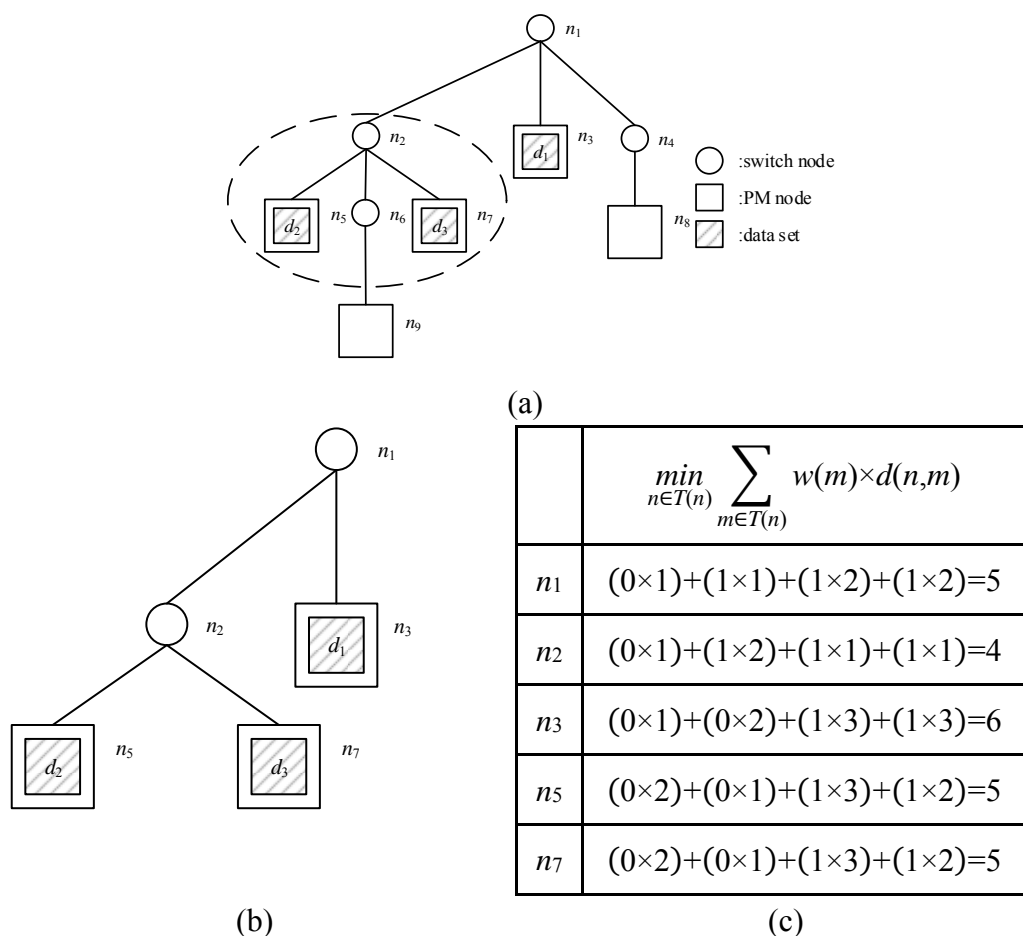 n₁
n₂
n₃
n₄
d₁
:switch node
:PM node
:data set
d₂
n₅
n₆
d₃
n₇
n₈
n₉
(a)
n₁
n₂
d₁
n₃
d₂
n₅
d₃
n₇
(b)
min n∈T(n) ∑ m∈T(n) w(m)×d(n,m)
n₁ (0×1)+(1×1)+(1×2)+(1×2)=5
n₂ (0×1)+(1×2)+(1×1)+(1×1)=4
n₃ (0×1)+(0×2)+(1×3)+(1×3)=6
n₅ (0×2)+(0×1)+(1×3)+(1×2)=5
n₇ (0×2)+(0×1)+(1×3)+(1×2)=5
(c)